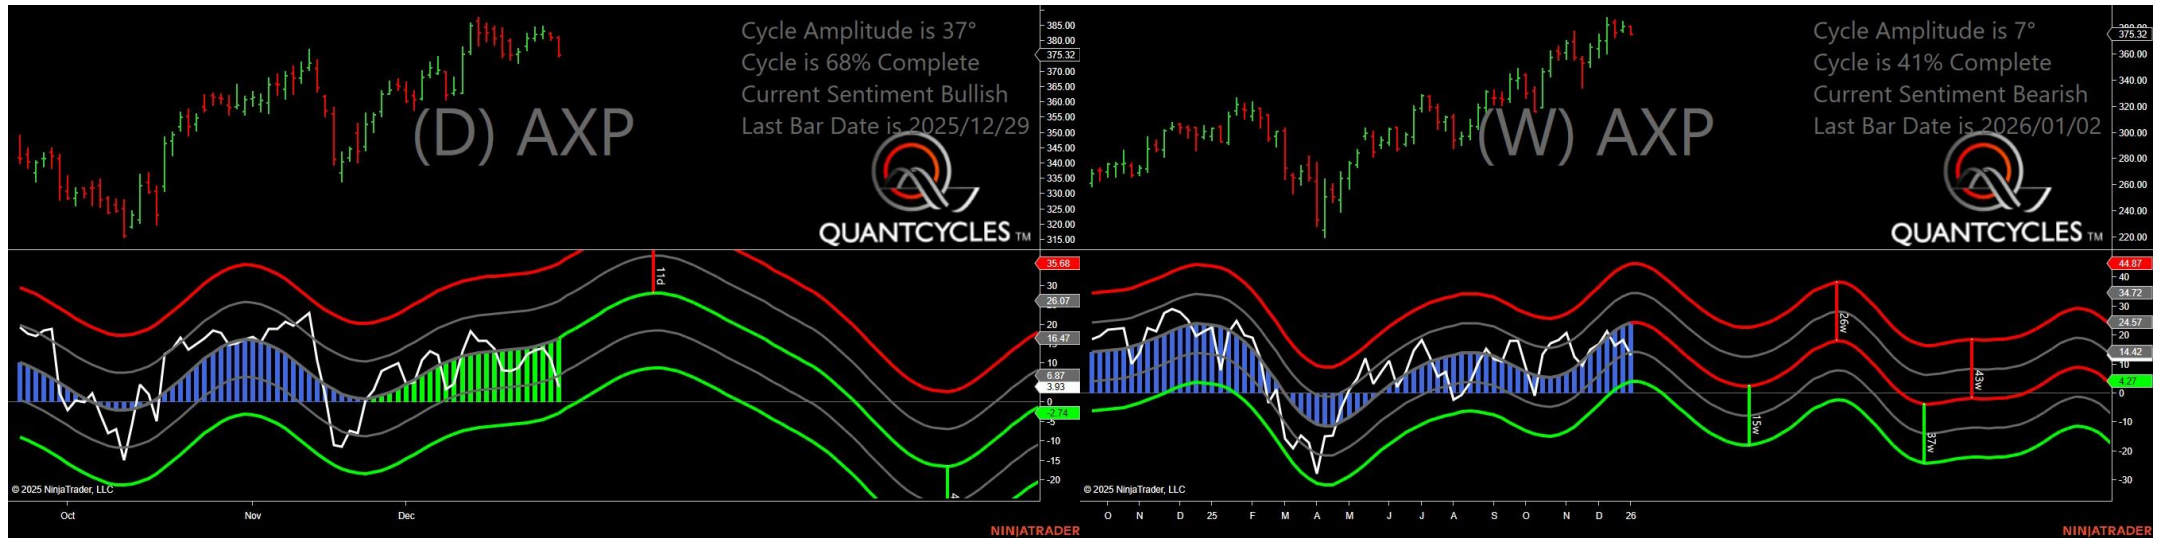 Cycle Amplitude is 37°
Cycle is 68% Complete
Current Sentiment Bullish
Last Bar Date is 2025/12/29
(D) AXP
QUANTCYCLES TM
385.00
380.00
375.32
370.00
365.00
360.00
355.00
350.00
345.00
340.00
335.00
330.00
325.00
320.00
315.00
35.68
30
26.07
20
16.47
10
6.87
3.93
0
-2.74
-5
-10
-15
-20
11d
© 2025 NinjaTrader, LLC
Oct
Nov
Dec
NINJATRADER
Cycle Amplitude is 7°
Cycle is 41% Complete
Current Sentiment Bearish
Last Bar Date is 2026/01/02
(W) AXP
QUANTCYCLES TM
380.00
375.32
360.00
340.00
320.00
300.00
280.00
260.00
240.00
220.00
44.87
40
34.72
30
24.57
20
14.42
10
4.27
0
-10
-20
-30
15w
26w
37w
43w
© 2025 NinjaTrader, LLC
O
N
D
25
F
M
A
M
J
J
A
S
O
N
D
26
NINJATRADER